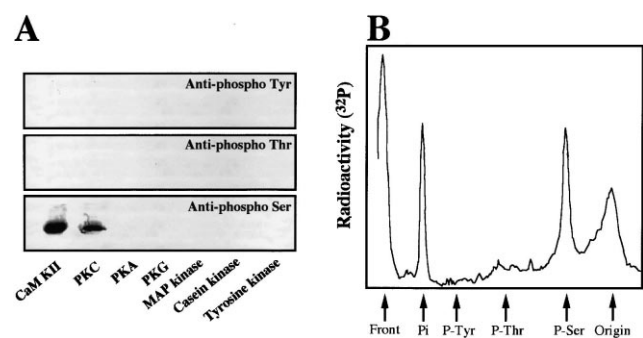 A
Anti-phospho Tyr
Anti-phospho Thr
Anti-phospho Ser
CaM KII
PKC
PKA
PKG
MAP kinase
Casein kinase
Tyrosine kinase
B
Radioactivity (³²P)
Front
Pi
P-Tyr
P-Thr
P-Ser
Origin